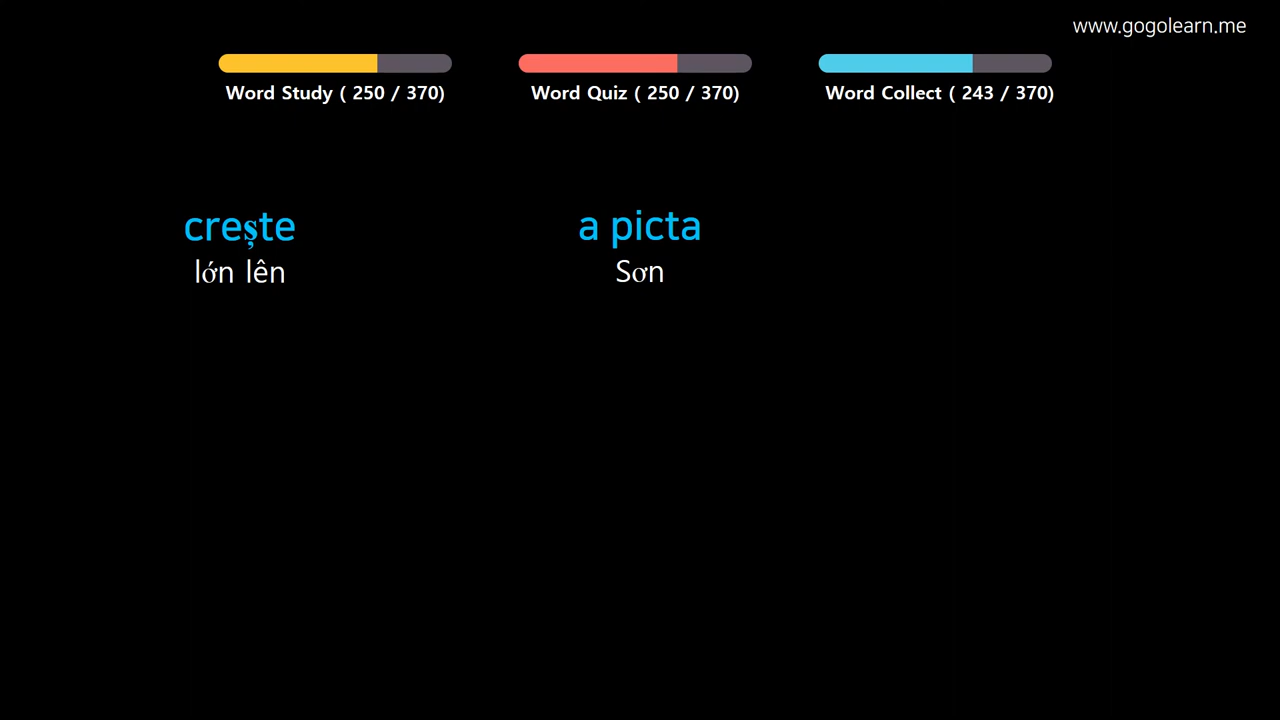 www.gogolearn.me
Word Study ( 250 / 370)
Word Quiz ( 250 / 370)
Word Collect ( 243 / 370)
crește
lớn lên
a picta
Sơn